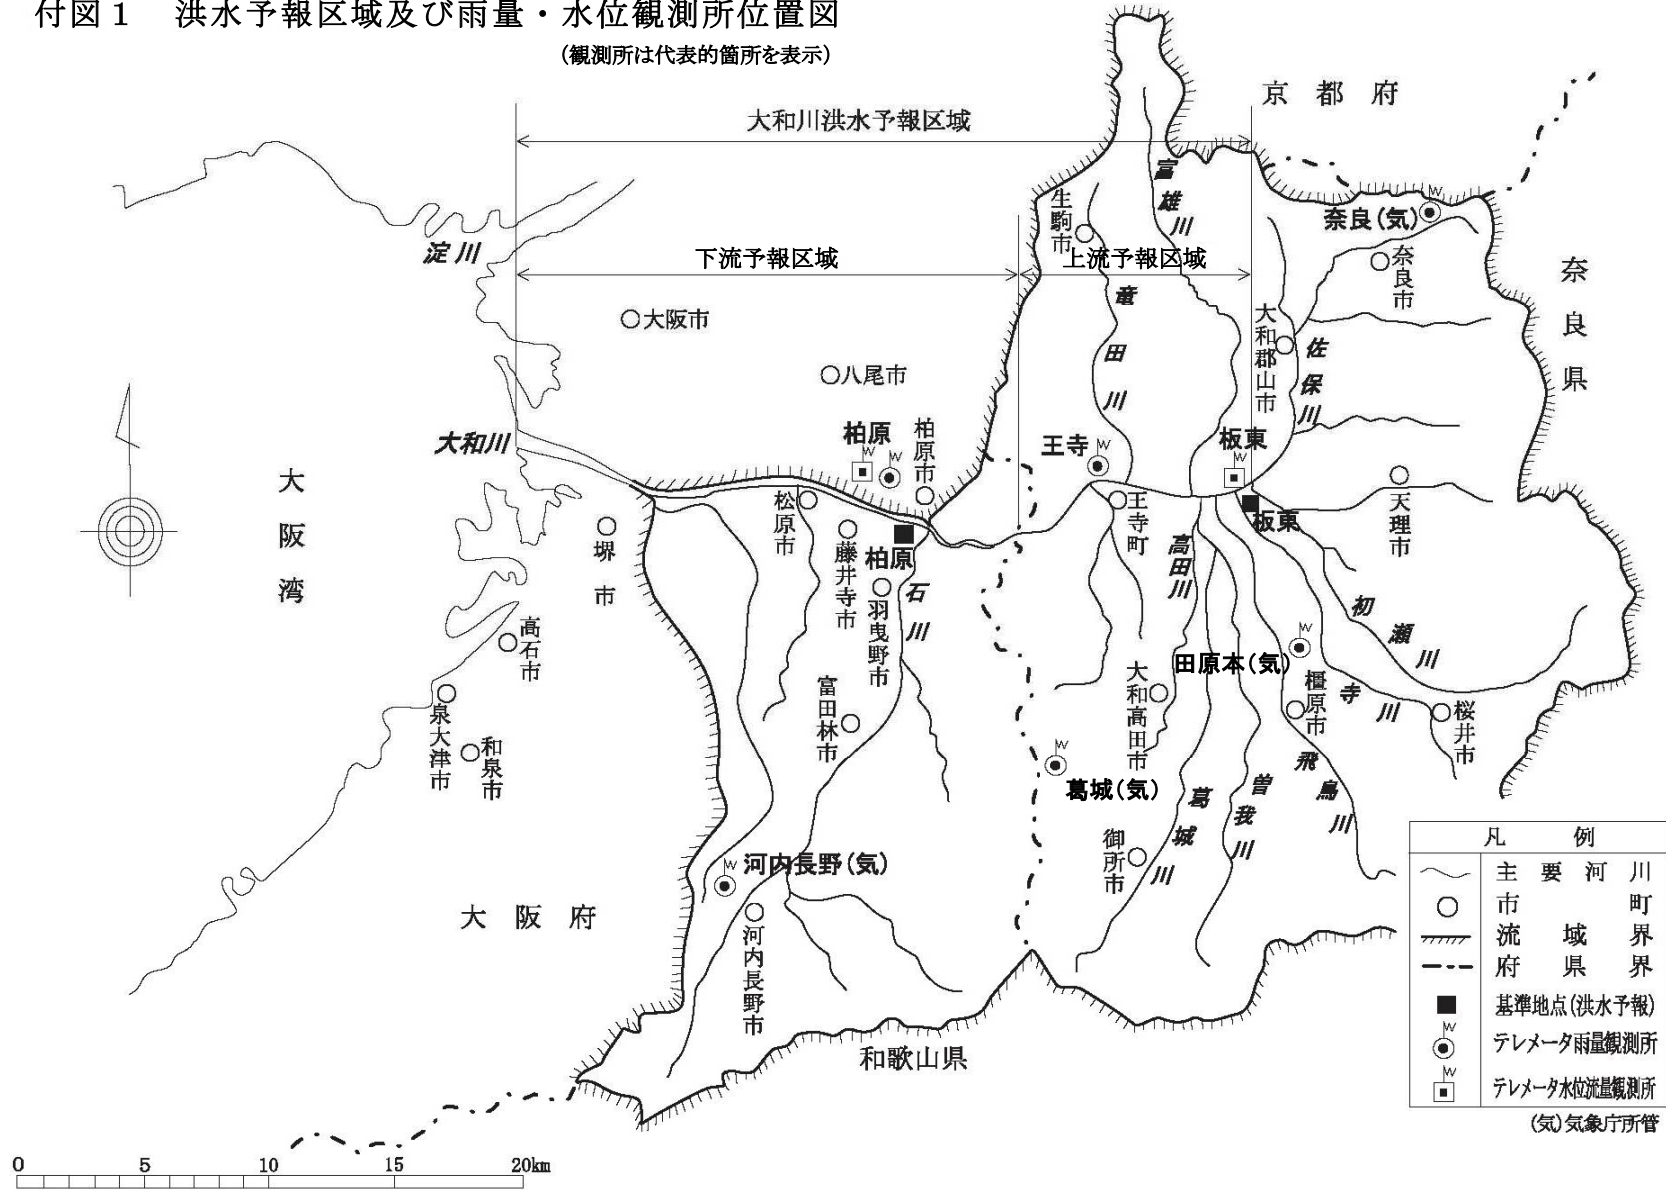 付図１　洪水予報区域及び雨量・水位観測所位置図
（観測所は代表的箇所を表示）
京都府
大和川洪水予報区域
富雄川
生駒市
奈良（気）
W
淀川
下流予報区域
上流予報区域
奈良市
奈良県
竜田川
大阪市
大和郡山市
佐保川
八尾市
大和川
柏原
W
W
柏原市
王寺
W
板東
W
大阪湾
松原市
王寺町
板東
天理市
堺市
藤井寺市
柏原
高田川
羽曳野市
石川
初瀬川
高石市
W
田原本（気）
大和高田市
橿原市
寺川
桜井市
泉大津市
和泉市
富田林市
W
葛城（気）
飛鳥川
葛城川
曽我川
御所市
河内長野（気）
W
大阪府
河内長野市
和歌山県
凡例
主要河川
市町
流域界
府県界
基準地点（洪水予報）
W テレメータ雨量観測所
W テレメータ水位流量観測所
（気）気象庁所管
0 5 10 15 20km